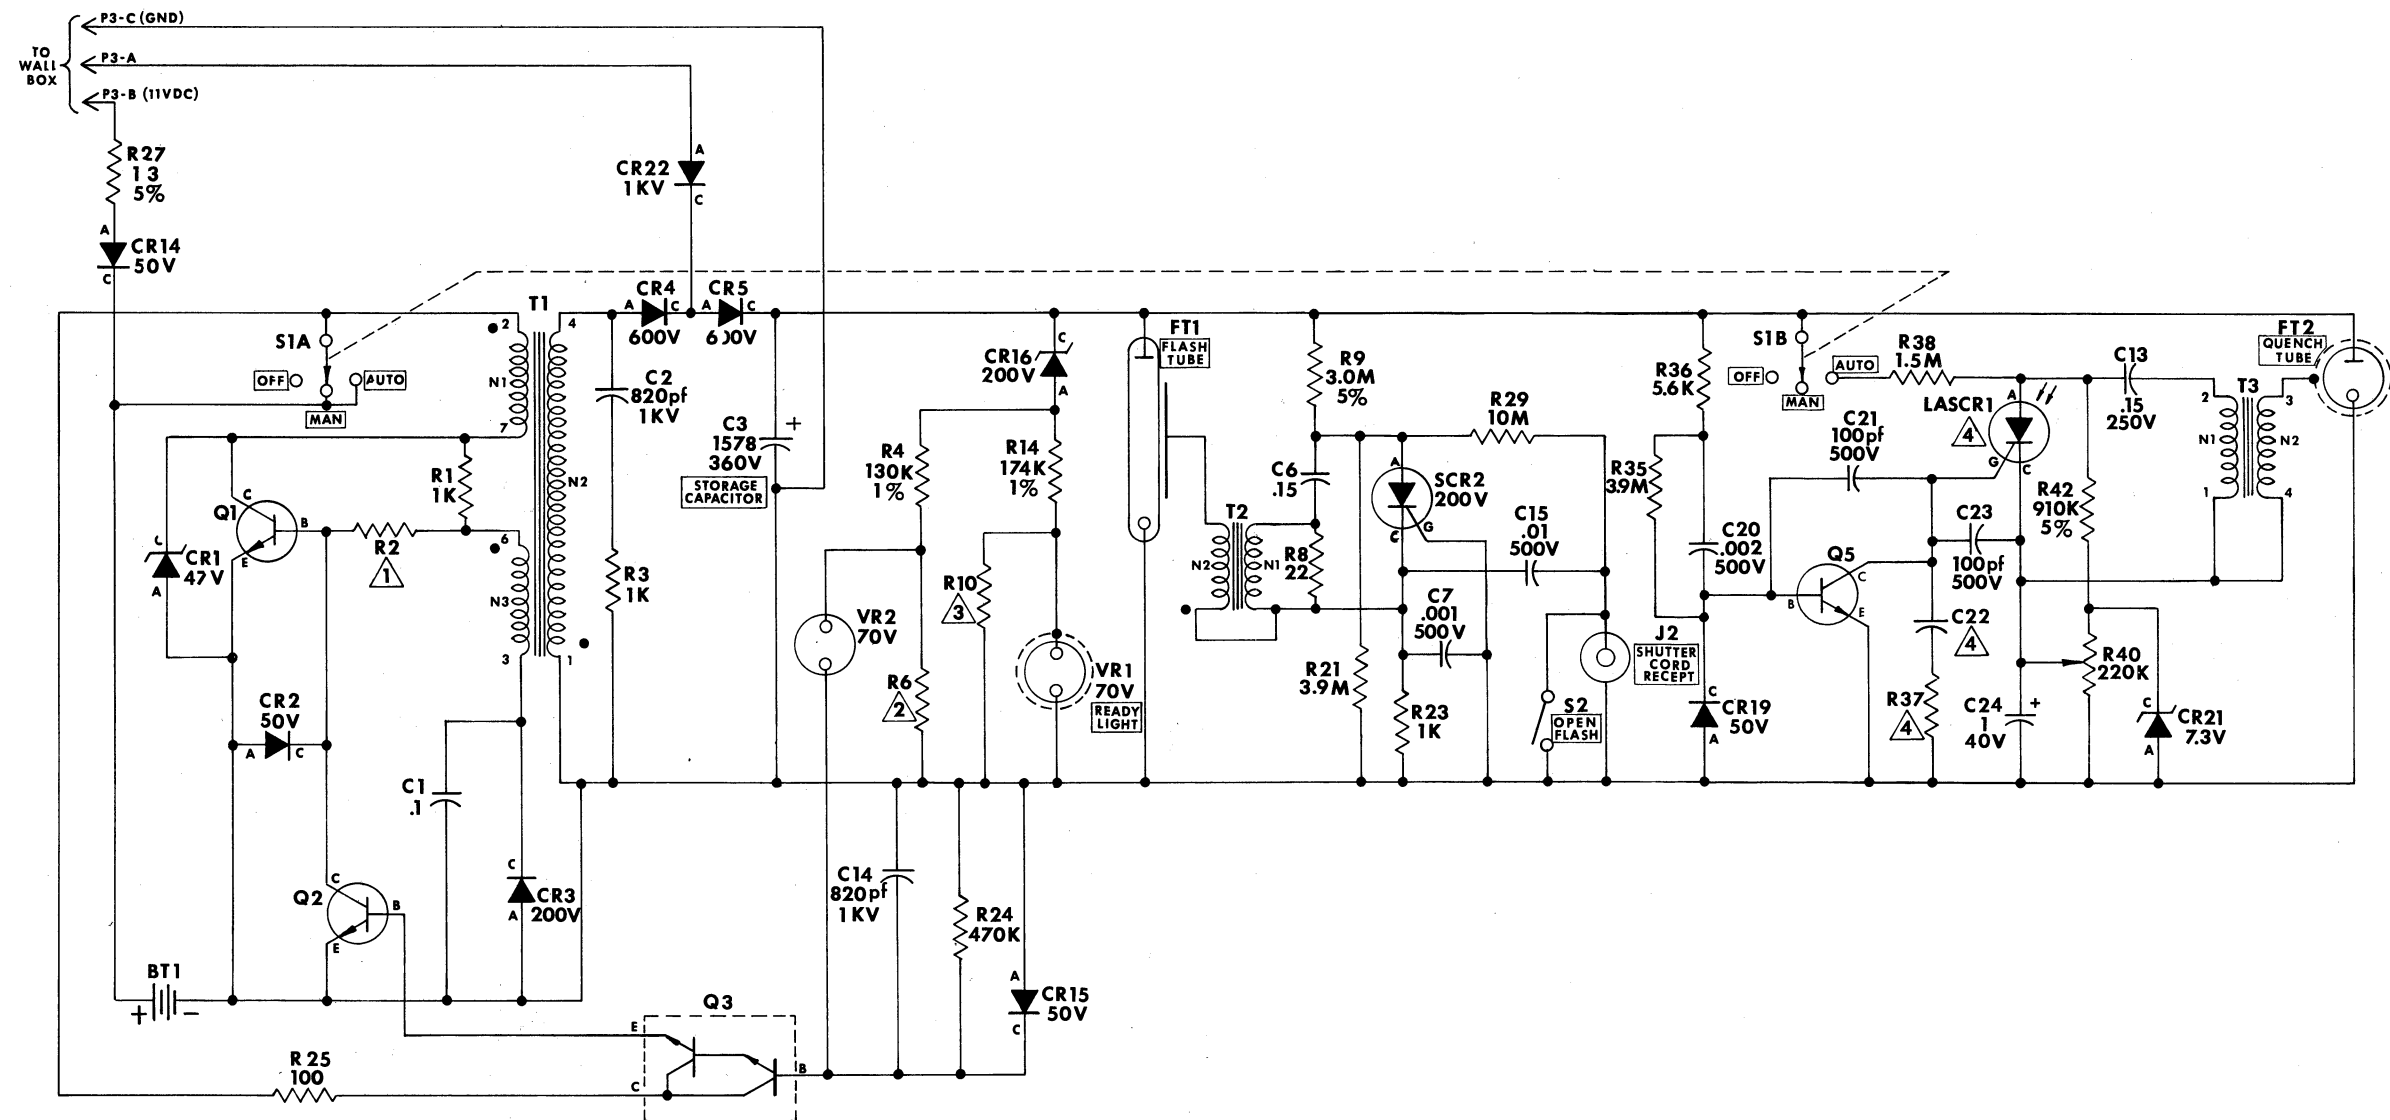 P3-C (GND)
TO
WALL
BOX
P3-A
P3-B (11VDC)
R27
13
5%
A
CR14
50V
C
A
CR22
1KV
C
S1A
OFF
AUTO
MAN
T1
2
N1
7
4
N2
6
N3
3
1
CR4
A
C
600V
CR5
A
C
C2
820pf
1KV
R3
1K
C3
1578
360V
+
STORAGE
CAPACITOR
R1
1K
C
Q1
B
E
R2
1
C
CR1
47V
A
CR2
50V
A
C
C1
.1
C
Q2
B
E
C
CR3
200V
A
BT1
+
-
R25
100
Q3
E
C
B
C
CR16
200V
A
R4
130K
1%
R14
174K
1%
R10
3
VR2
70V
R6
2
VR1
70V
READY
LIGHT
C14
820pf
1KV
R24
470K
A
CR15
50V
C
FT1
FLASH
TUBE
T2
N2
N1
R9
3.0M
5%
C6
.15
R8
22
R21
3.9M
A
SCR2
200V
G
C
R29
10M
C15
.01
500V
C7
.001
500V
R23
1K
S2
OPEN
FLASH
J2
SHUTTER
CORD
RECEPT
R36
5.6K
R35
3.9M
C20
.002
500V
C
CR19
50V
A
S1B
OFF
AUTO
MAN
R38
1.5M
C21
100pf
500V
Q5
C
B
E
LASCR1
4
A
G
C
C23
100pf
500V
C22
4
R37
4
C24
1
40V
+
R42
910K
5%
R40
220K
C
CR21
7.3V
A
C13
.15
250V
T3
2
N1
1
3
N2
4
FT2
QUENCH
TUBE